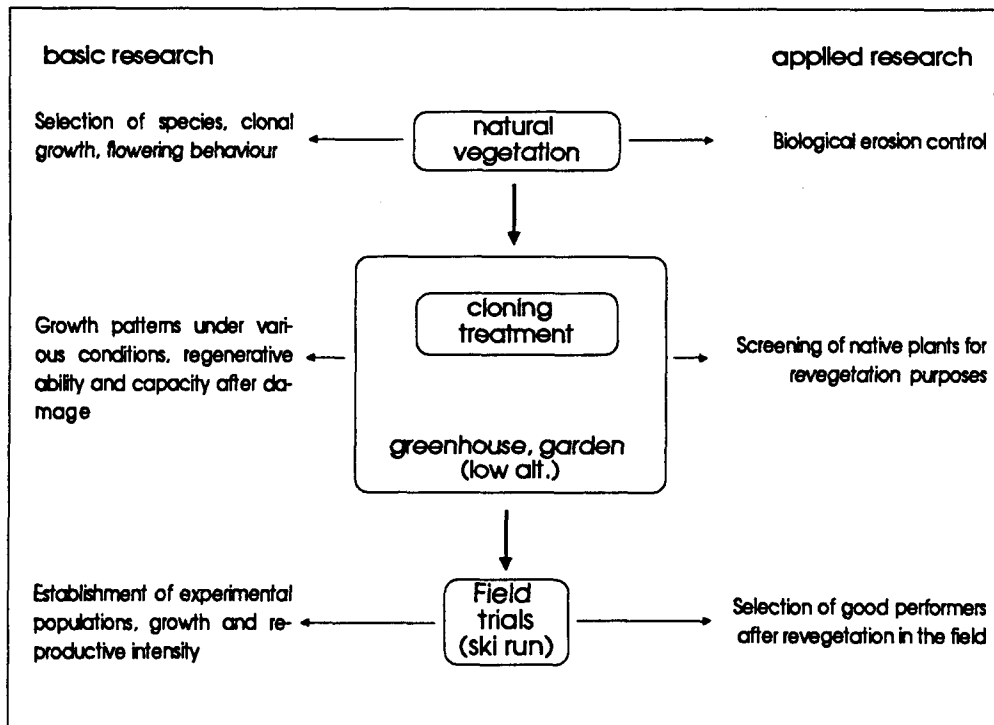 basic research
applied research
Selection of species, clonal
growth, flowering behaviour
natural
vegetation
Biological erosion control
cloning
treatment
Growth patterns under vari-
ous conditions, regenerative
ability and capacity after da-
mage
Screening of native plants for
revegetation purposes
greenhouse, garden
(low alt.)
Establishment of experimental
populations, growth and re-
productive intensity
Field
trials
(ski run)
Selection of good performers
after revegetation in the field